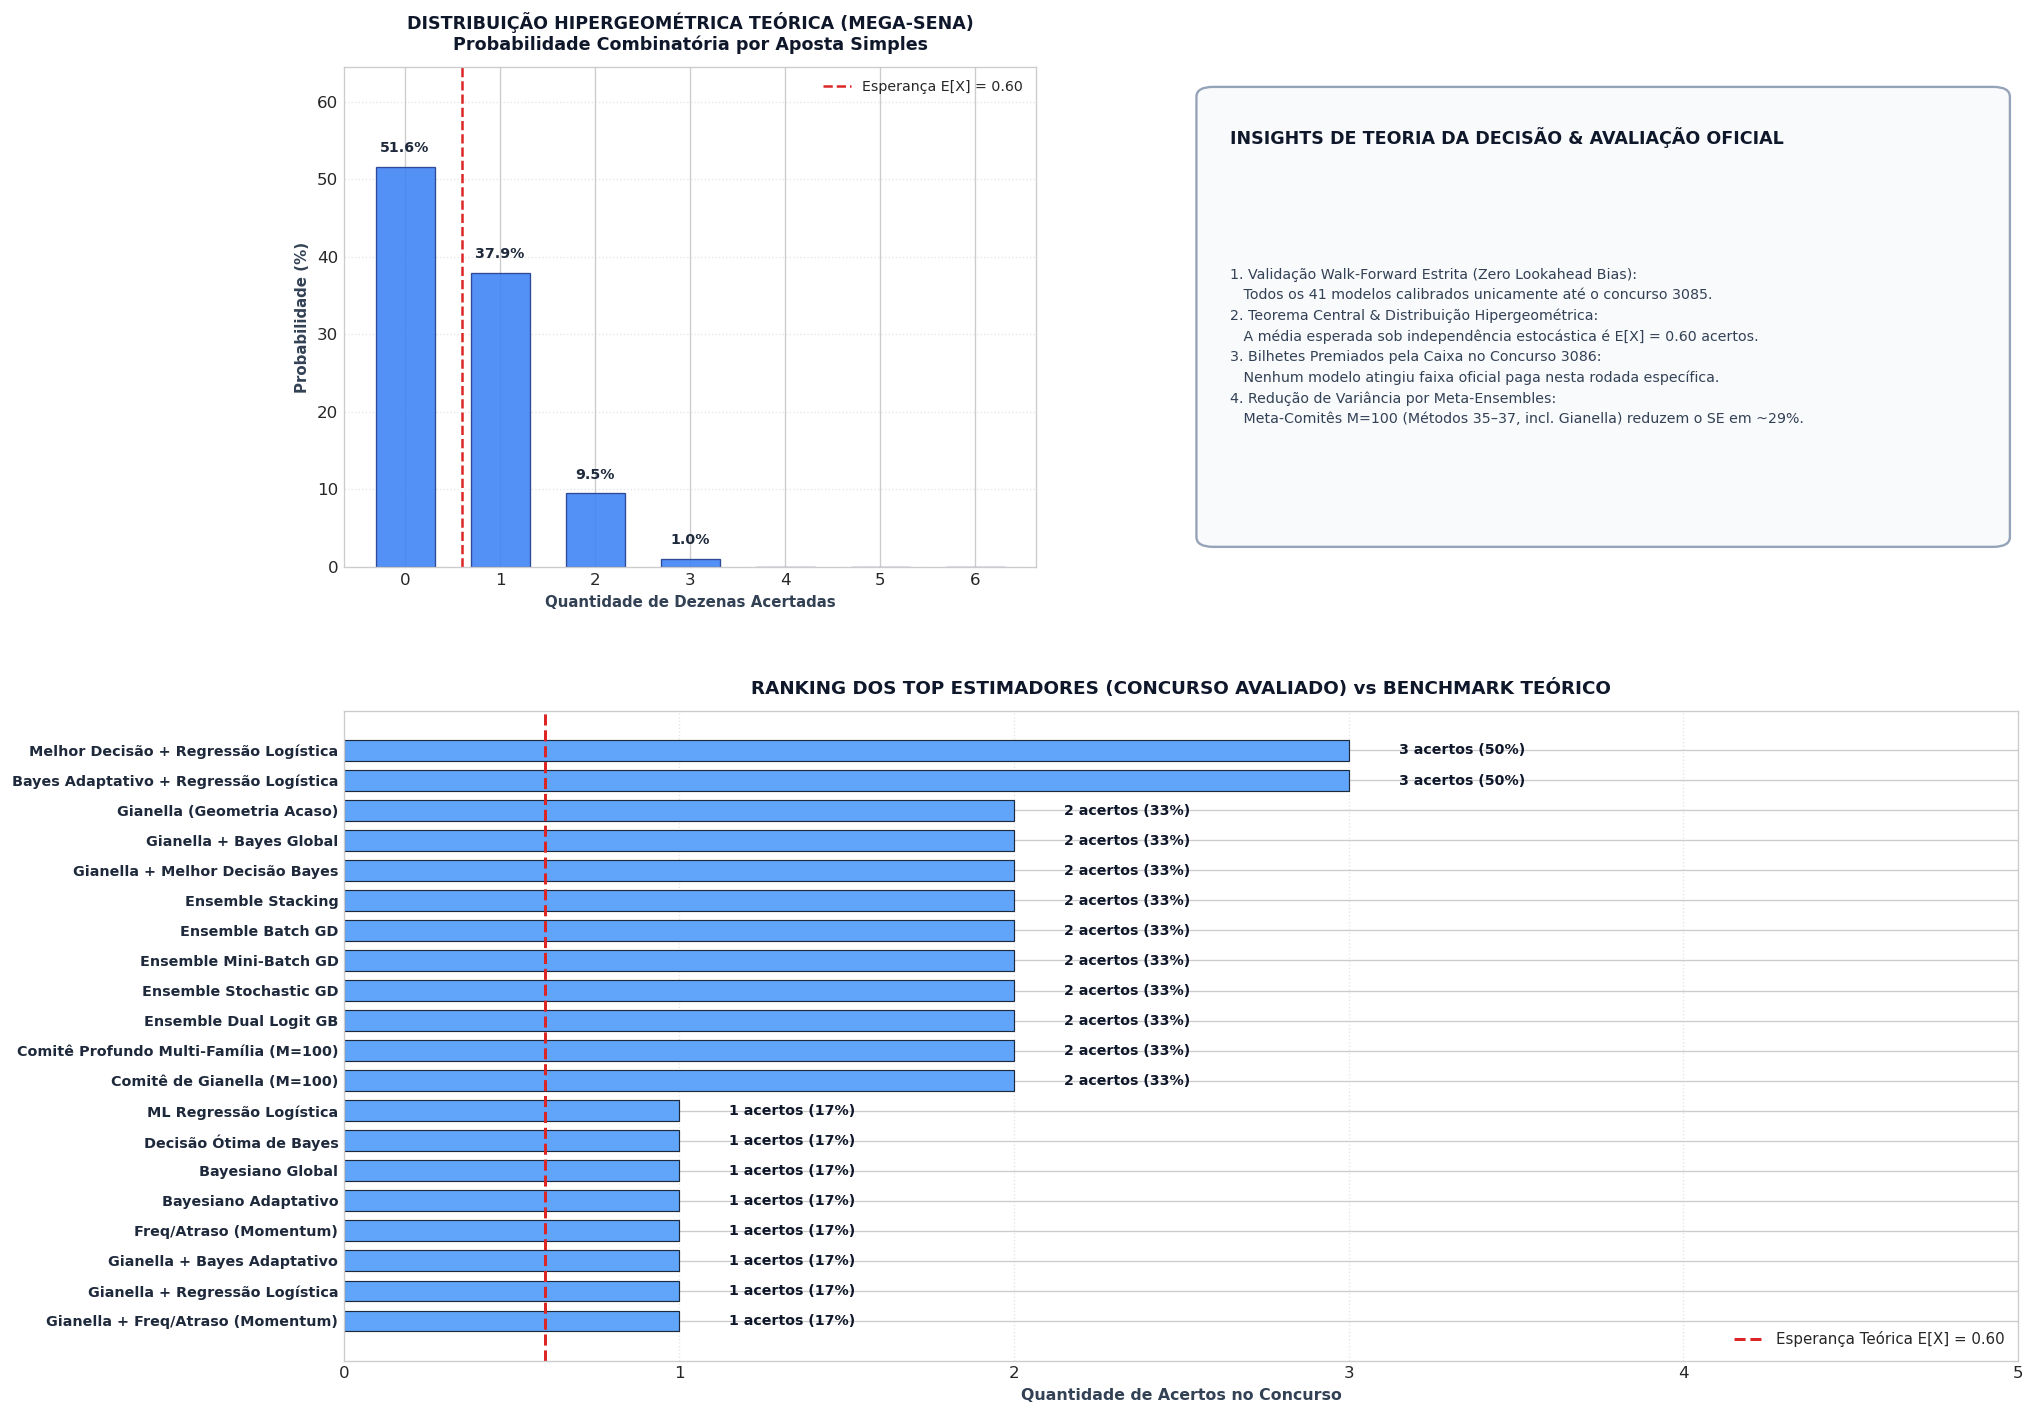 DISTRIBUIÇÃO HIPERGEOMÉTRICA TEÓRICA (MEGA-SENA)
Probabilidade Combinatória por Aposta Simples
Esperança E[X] = 0.60
60
50
40
30
20
10
0
Probabilidade (%)
51.6%
37.9%
9.5%
1.0%
0 1 2 3 4 5 6
Quantidade de Dezenas Acertadas
INSIGHTS DE TEORIA DA DECISÃO & AVALIAÇÃO OFICIAL
1. Validação Walk-Forward Estrita (Zero Lookahead Bias):
Todos os 41 modelos calibrados unicamente até o concurso 3085.
2. Teorema Central & Distribuição Hipergeométrica:
A média esperada sob independência estocástica é E[X] = 0.60 acertos.
3. Bilhetes Premiados pela Caixa no Concurso 3086:
Nenhum modelo atingiu faixa oficial paga nesta rodada específica.
4. Redução de Variância por Meta-Ensembles:
Meta-Comitês M=100 (Métodos 35–37, incl. Gianella) reduzem o SE em ~29%.
RANKING DOS TOP ESTIMADORES (CONCURSO AVALIADO) vs BENCHMARK TEÓRICO
Melhor Decisão + Regressão Logística 3 acertos (50%)
Bayes Adaptativo + Regressão Logística 3 acertos (50%)
Gianella (Geometria Acaso) 2 acertos (33%)
Gianella + Bayes Global 2 acertos (33%)
Gianella + Melhor Decisão Bayes 2 acertos (33%)
Ensemble Stacking 2 acertos (33%)
Ensemble Batch GD 2 acertos (33%)
Ensemble Mini-Batch GD 2 acertos (33%)
Ensemble Stochastic GD 2 acertos (33%)
Ensemble Dual Logit GB 2 acertos (33%)
Comitê Profundo Multi-Família (M=100) 2 acertos (33%)
Comitê de Gianella (M=100) 2 acertos (33%)
ML Regressão Logística 1 acertos (17%)
Decisão Ótima de Bayes 1 acertos (17%)
Bayesiano Global 1 acertos (17%)
Bayesiano Adaptativo 1 acertos (17%)
Freq/Atraso (Momentum) 1 acertos (17%)
Gianella + Bayes Adaptativo 1 acertos (17%)
Gianella + Regressão Logística 1 acertos (17%)
Gianella + Freq/Atraso (Momentum) 1 acertos (17%)
Esperança Teórica E[X] = 0.60
0 1 2 3 4 5
Quantidade de Acertos no Concurso